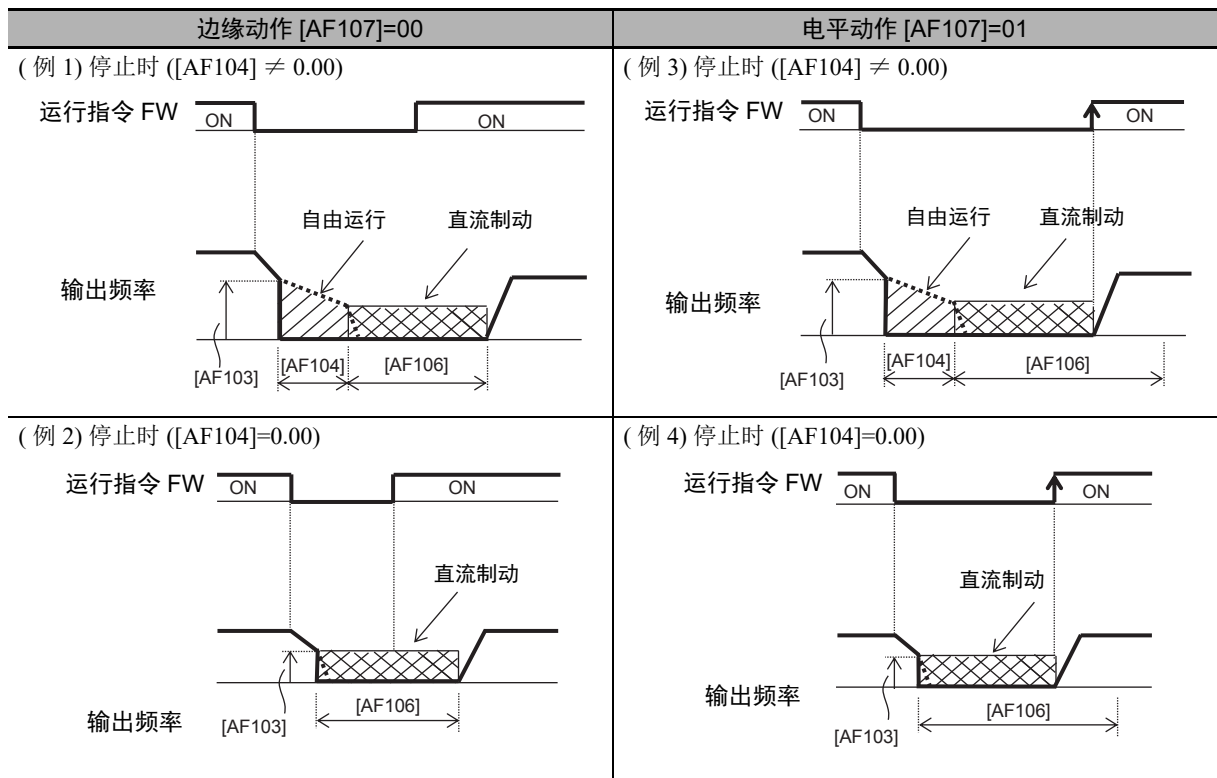 边缘动作 [AF107]=00
电平动作 [AF107]=01
( 例 1) 停止时 ([AF104] ≠ 0.00)
运行指令 FW
ON
ON
自由运行
直流制动
输出频率
[AF103]
[AF104]
[AF106]
( 例 3) 停止时 ([AF104] ≠ 0.00)
运行指令 FW
ON
ON
自由运行
直流制动
输出频率
[AF103]
[AF104]
[AF106]
( 例 2) 停止时 ([AF104]=0.00)
运行指令 FW
ON
ON
直流制动
输出频率
[AF103]
[AF106]
( 例 4) 停止时 ([AF104]=0.00)
运行指令 FW
ON
ON
直流制动
输出频率
[AF103]
[AF106]